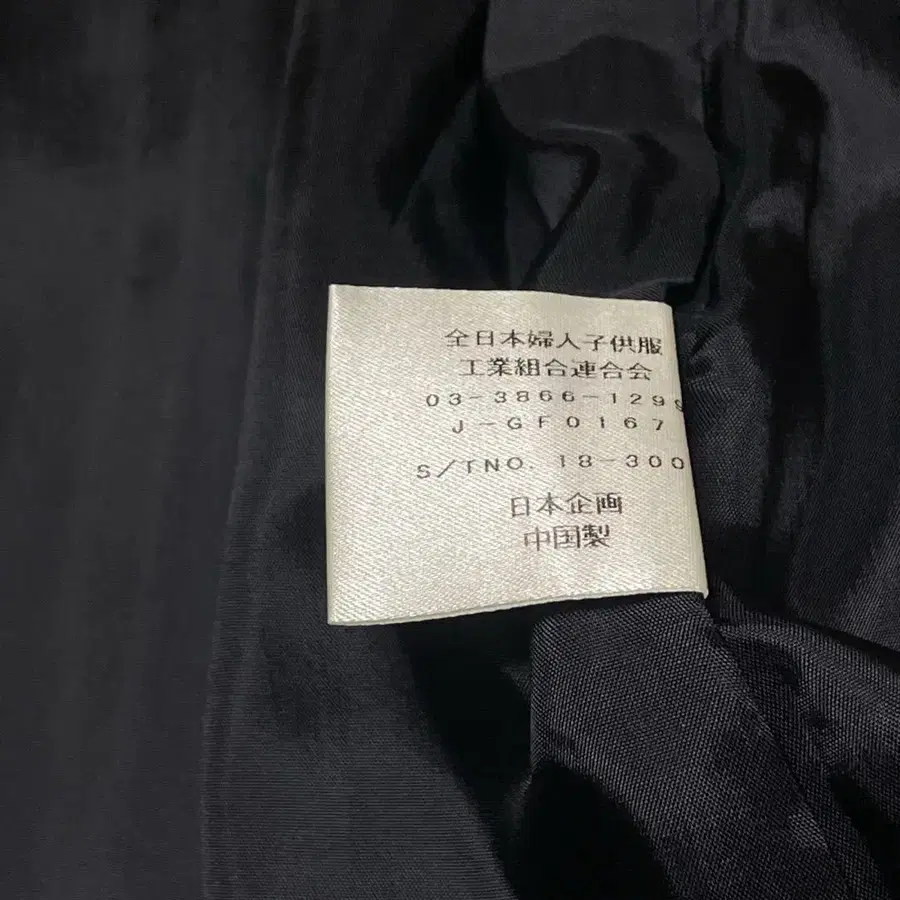 全日本婦人子供服
工業組合連合会
03-3866-1299
J-GF0167
S/TNO. 18-300
日本企画
中国製